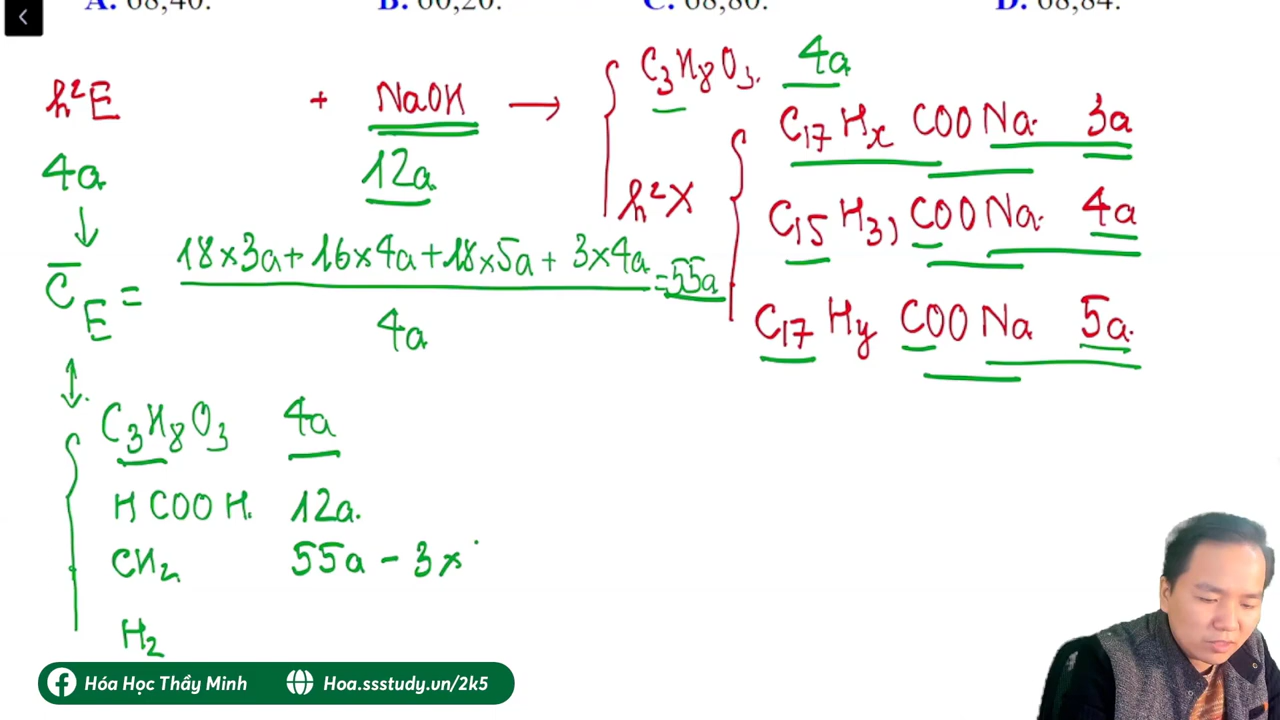 A. 68,40. B. 60,20. C. 68,80. D. 68,84.
h²E + NaOH → C3H8O3. 4a
4a 12a
h²X
C17HxCOONa. 3a
C15H31COONa. 4a
C17HyCOONa 5a.
C̅E = (18×3a + 16×4a + 18×5a + 3×4a) / 4a = 55a
C3H8O3 4a
HCOOH. 12a.
CH2 55a - 3×
H2
Hóa Học Thầy Minh Hoa.ssstudy.vn/2k5